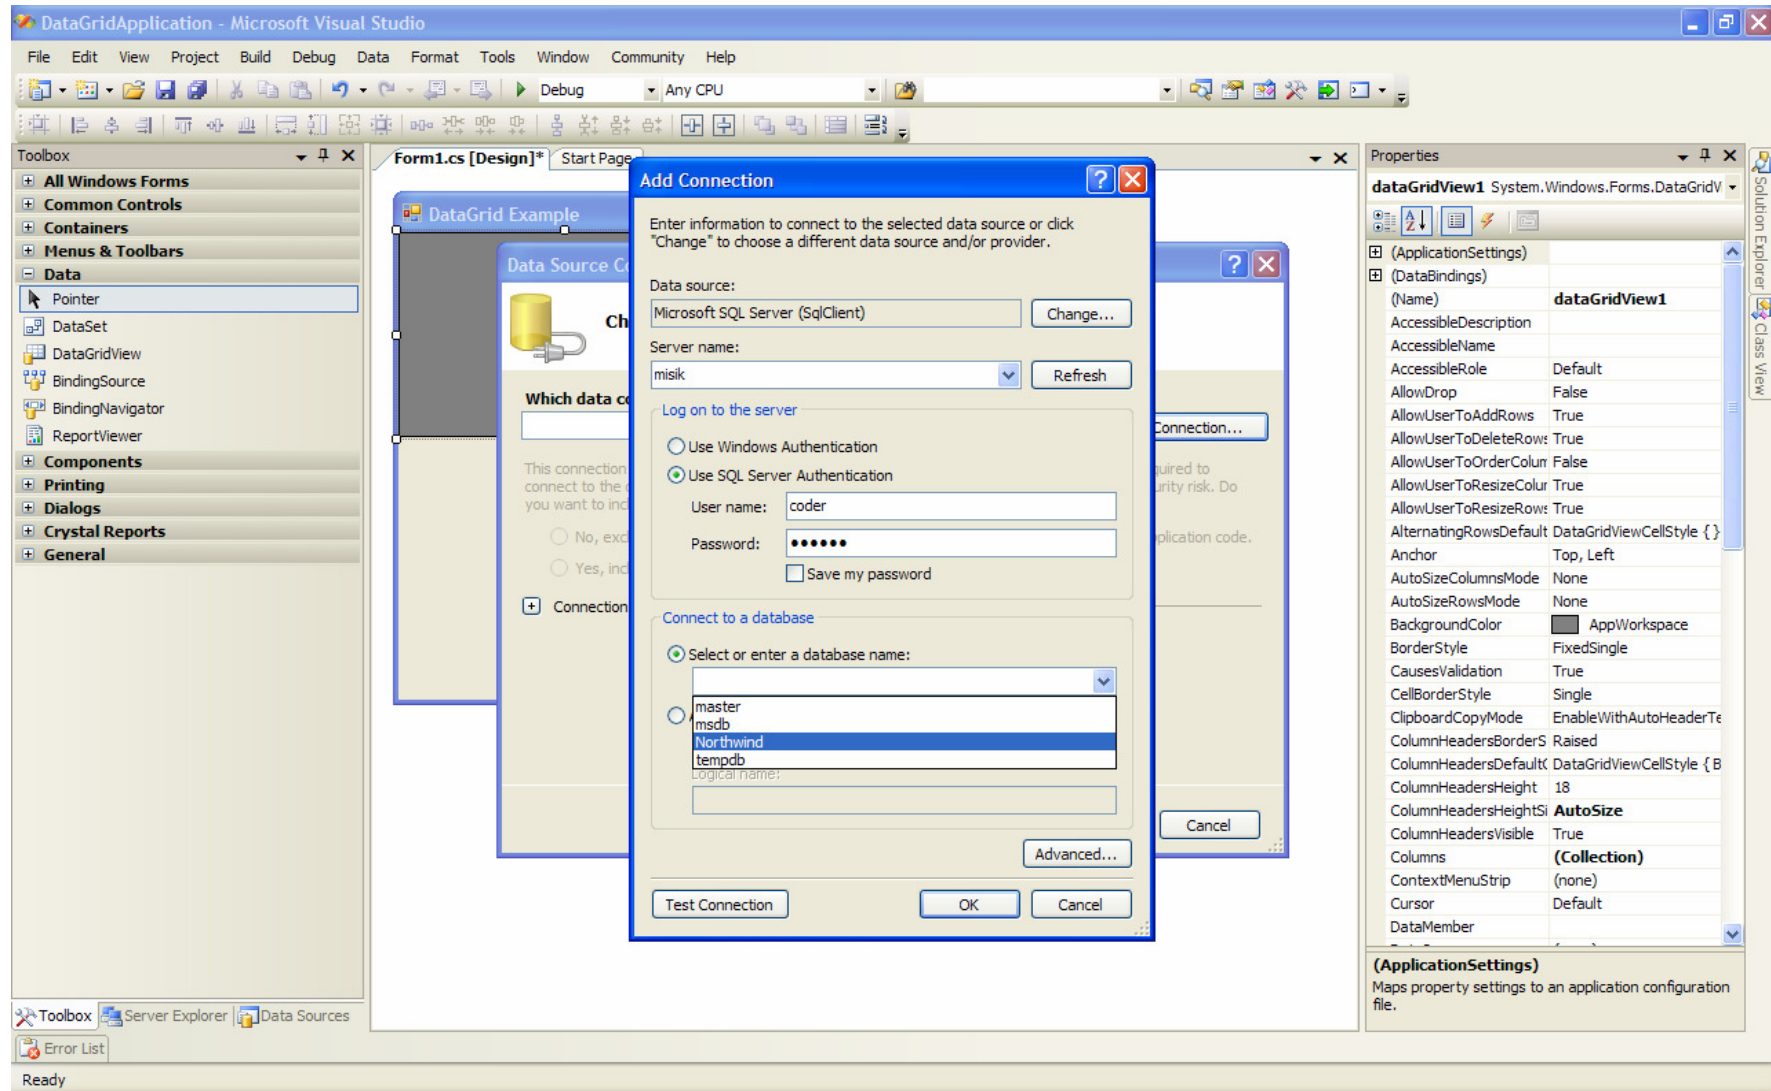 DataGridApplication - Microsoft Visual Studio
File Edit View Project Build Debug Data Format Tools Window Community Help
Debug Any CPU
Toolbox
All Windows Forms
Common Controls
Containers
Menus & Toolbars
Data
Pointer
DataSet
DataGridView
BindingSource
BindingNavigator
ReportViewer
Components
Printing
Dialogs
Crystal Reports
General
Toolbox Server Explorer Data Sources
Error List
Ready
Form1.cs [Design]* Start Page
DataGrid Example
Data Source Co
Ch
Which data co
Connection...
This connection
quired to
connect to the
urity risk. Do
you want to incl
No, excl
plication code.
Yes, incl
Connection
Cancel
Add Connection
Enter information to connect to the selected data source or click
"Change" to choose a different data source and/or provider.
Data source:
Microsoft SQL Server (SqlClient) Change...
Server name:
misik Refresh
Log on to the server
Use Windows Authentication
Use SQL Server Authentication
User name: coder
Password: ●●●●●●
Save my password
Connect to a database
Select or enter a database name:
master
msdb
Northwind
tempdb
Logical name:
Advanced...
Test Connection OK Cancel
Properties
dataGridView1 System.Windows.Forms.DataGridV
(ApplicationSettings)
(DataBindings)
(Name) dataGridView1
AccessibleDescription
AccessibleName
AccessibleRole Default
AllowDrop False
AllowUserToAddRows True
AllowUserToDeleteRows True
AllowUserToOrderColum False
AllowUserToResizeColur True
AllowUserToResizeRows True
AlternatingRowsDefault DataGridViewCellStyle { }
Anchor Top, Left
AutoSizeColumnsMode None
AutoSizeRowsMode None
BackgroundColor AppWorkspace
BorderStyle FixedSingle
CausesValidation True
CellBorderStyle Single
ClipboardCopyMode EnableWithAutoHeaderTe
ColumnHeadersBorderS Raised
ColumnHeadersDefaultC DataGridViewCellStyle { B
ColumnHeadersHeight 18
ColumnHeadersHeightSi AutoSize
ColumnHeadersVisible True
Columns (Collection)
ContextMenuStrip (none)
Cursor Default
DataMember
(ApplicationSettings)
Maps property settings to an application configuration
file.
Solution Explorer
Class View